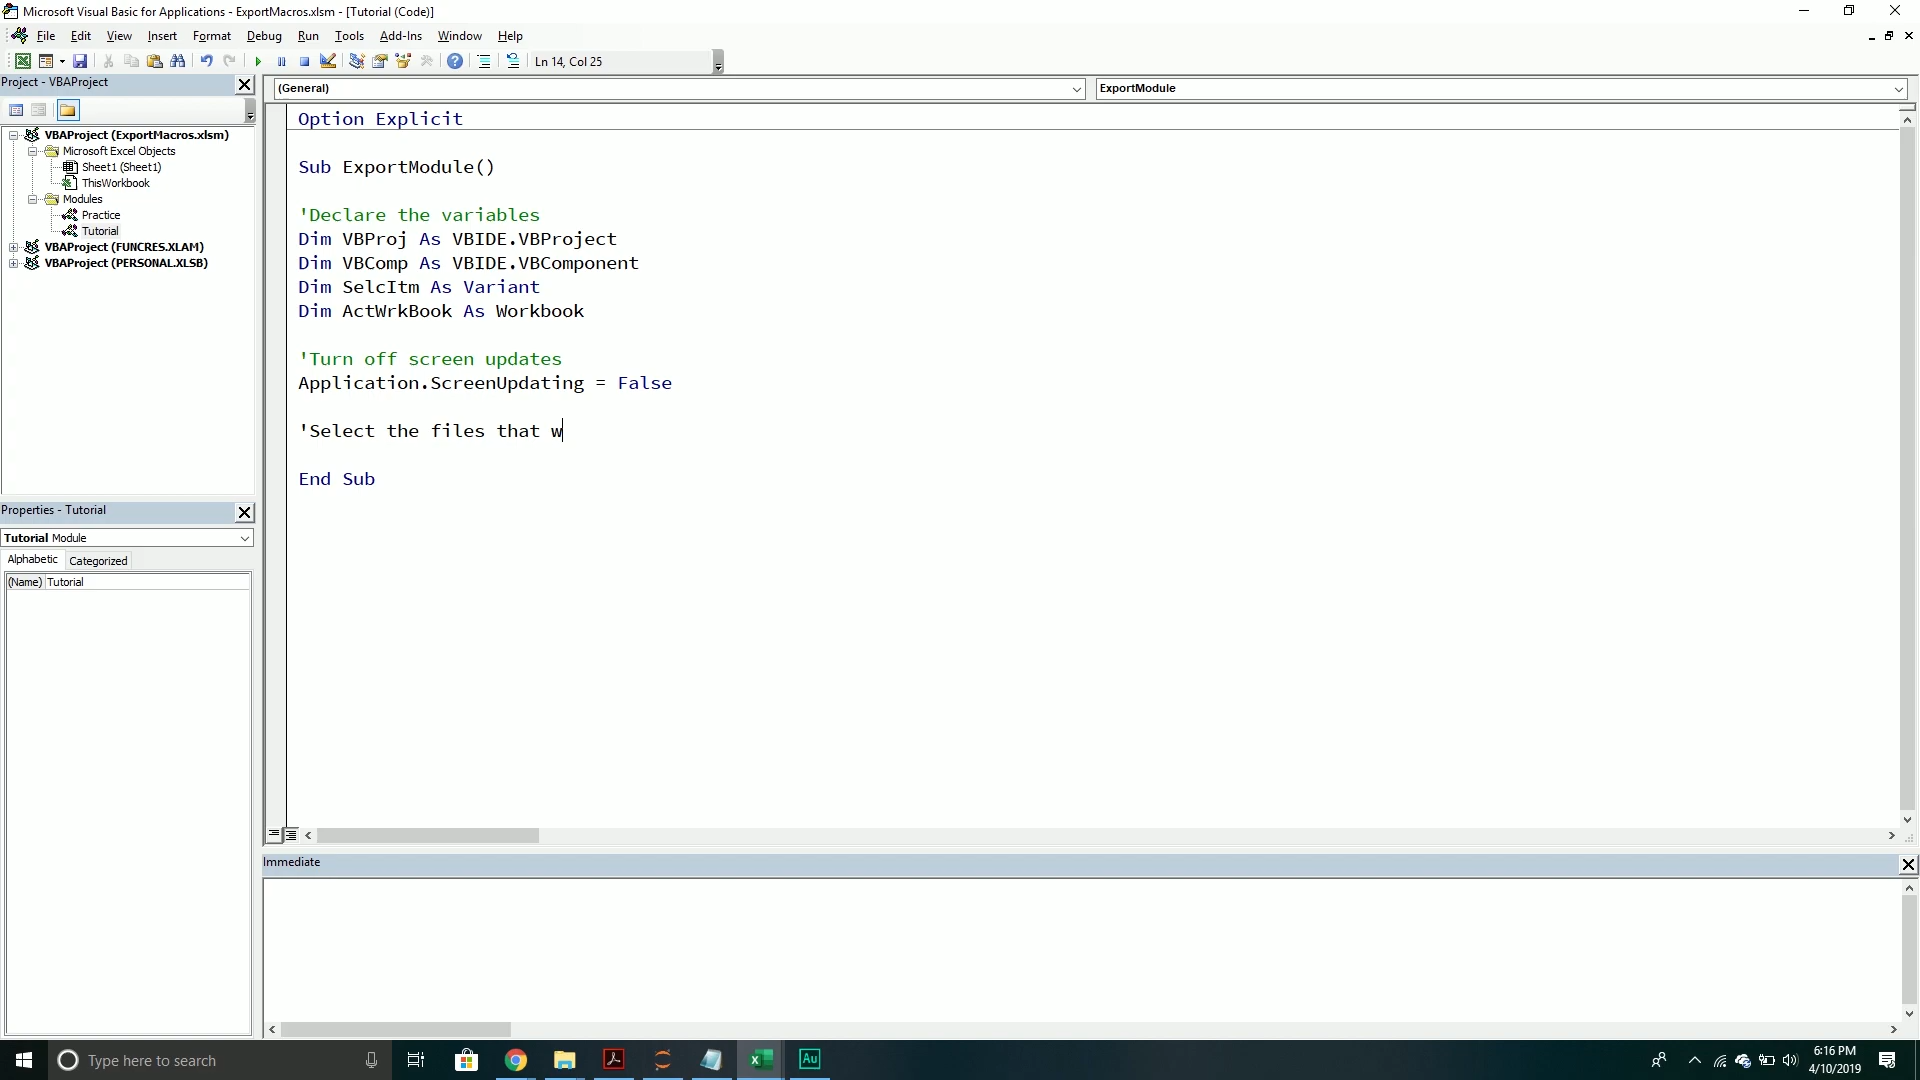 Microsoft Visual Basic for Applications - ExportMacros.xlsm - [Tutorial (Code)]
File Edit View Insert Format Debug Run Tools Add-Ins Window Help
Ln 14, Col 25
Project - VBAProject
(General)
ExportModule
VBAProject (ExportMacros.xlsm)
Microsoft Excel Objects
Sheet1 (Sheet1)
ThisWorkbook
Modules
Practice
Tutorial
VBAProject (FUNCRES.XLAM)
VBAProject (PERSONAL.XLSB)
Option Explicit
Sub ExportModule()
'Declare the variables
Dim VBProj As VBIDE.VBProject
Dim VBComp As VBIDE.VBComponent
Dim SelcItm As Variant
Dim ActWrkBook As Workbook
'Turn off screen updates
Application.ScreenUpdating = False
'Select the files that w
End Sub
Properties - Tutorial
Tutorial Module
Alphabetic Categorized
(Name) Tutorial
Immediate
Type here to search
Au
6:16 PM
4/10/2019